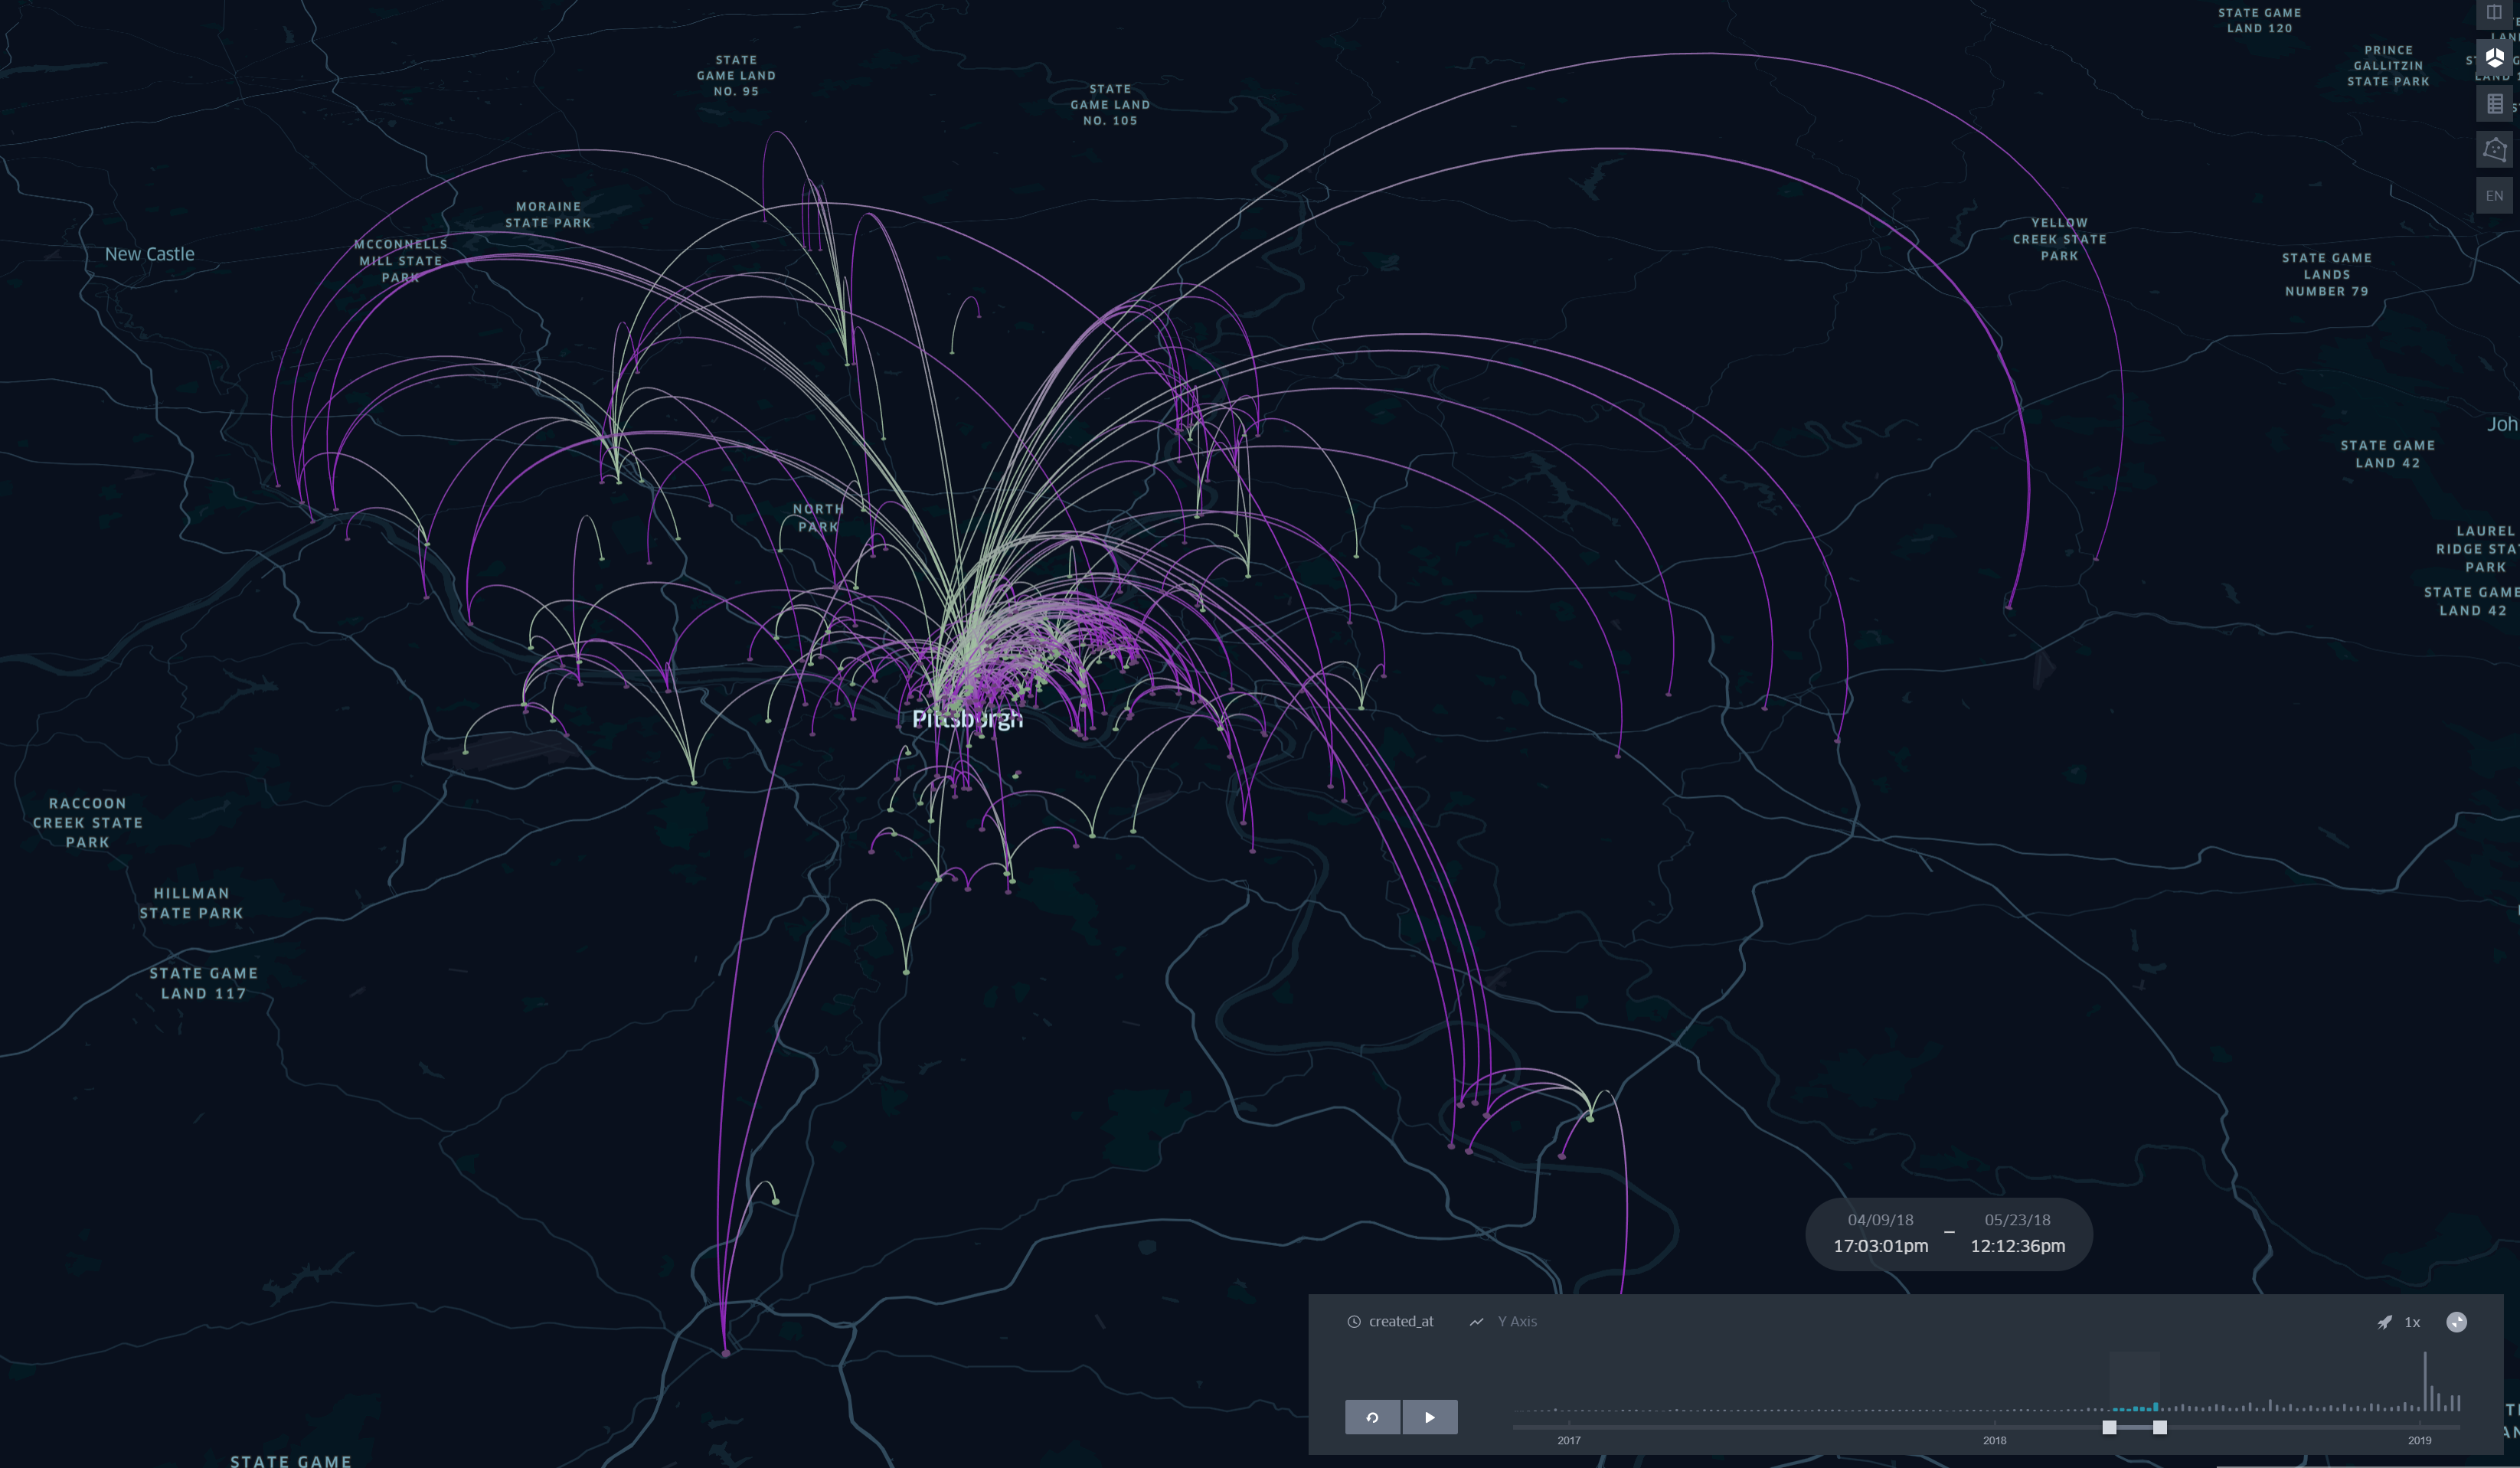 STATE GAME
LAND 120
PRINCE
GALLITZIN
STATE PARK
STATE
GAME LAND
NO. 95
STATE
GAME LAND
NO. 105
EN
MORAINE
STATE PARK
MCCONNELLS
MILL STATE
PARK
New Castle
YELLOW
CREEK STATE
PARK
STATE GAME
LANDS
NUMBER 79
Joh
STATE GAME
LAND 42
NORTH
PARK
LAUREL
RIDGE STA
PARK
STATE GAME
LAND 42
Pittsburgh
RACCOON
CREEK STATE
PARK
HILLMAN
STATE PARK
STATE GAME
LAND 117
04/09/18
17:03:01pm
–
05/23/18
12:12:36pm
created_at
Y Axis
1x
2017
2018
2019
STATE GAME